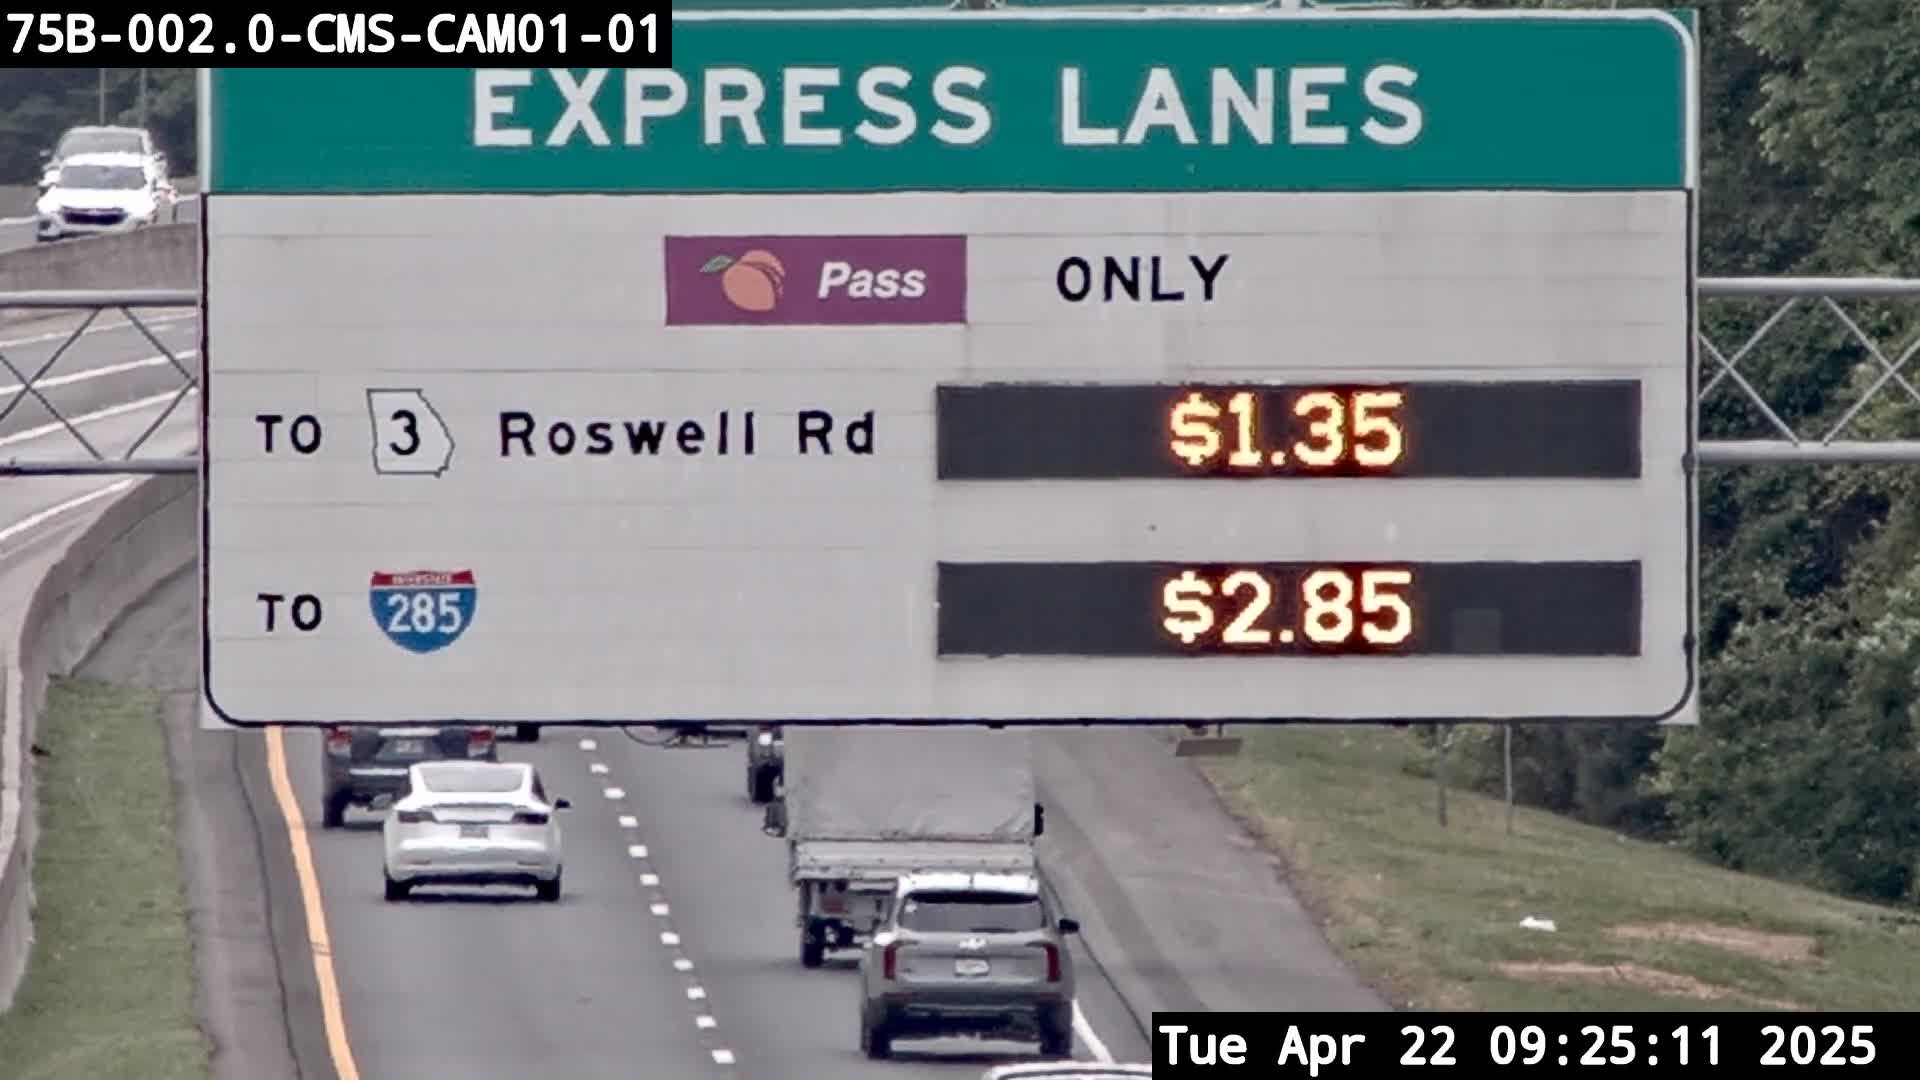 75B-002.0-CMS-CAM01-01
EXPRESS LANES
Pass ONLY
TO 3 Roswell Rd $1.35
TO INTERSTATE 285 $2.85
Tue Apr 22 09:25:11 2025